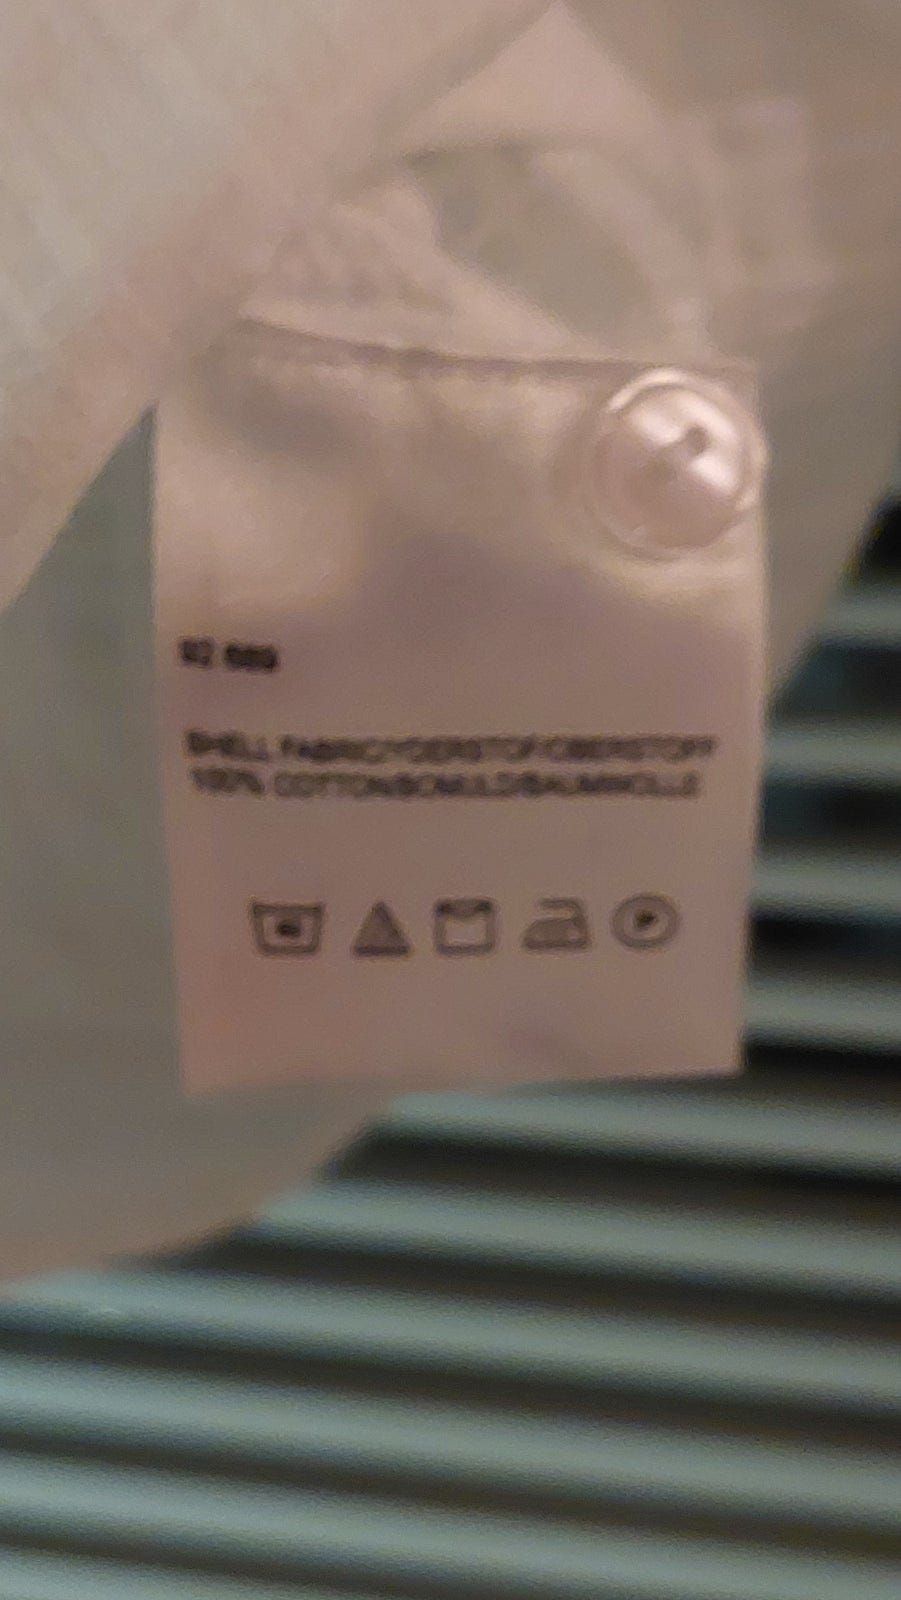 SHELL FABRIC/YDERSTOF/OBERSTOFF
100% COTTON/BOMULD/BAUMWOLLE